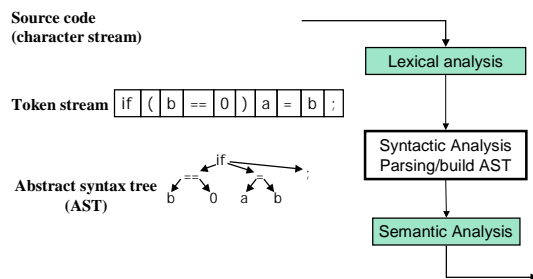 Source code
(character stream)
Lexical analysis
Token stream if ( b == 0 ) a = b ;
Syntactic Analysis
Parsing/build AST
if
== = ;
Abstract syntax tree
(AST)
b 0 a b
Semantic Analysis